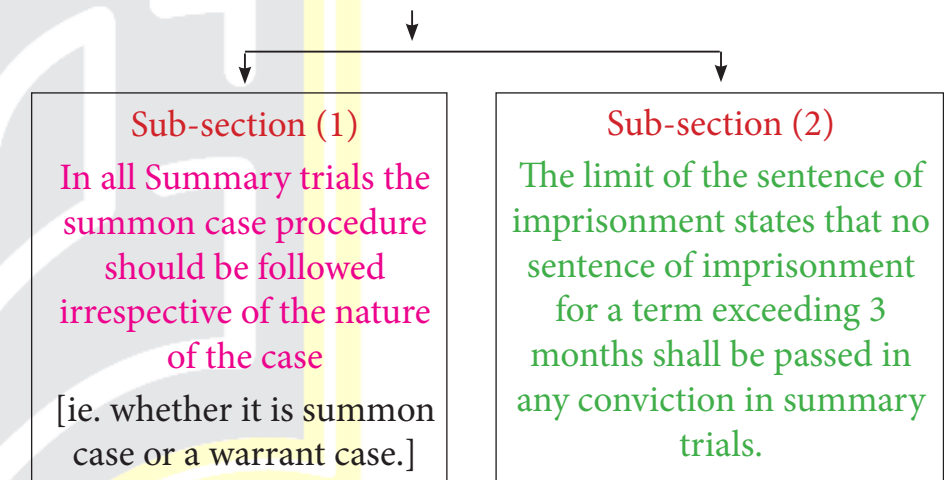 Sub-section (1)
In all Summary trials the
summon case procedure
should be followed
irrespective of the nature
of the case
[ie. whether it is summon
case or a warrant case.]
Sub-section (2)
The limit of the sentence of
imprisonment states that no
sentence of imprisonment
for a term exceeding 3
months shall be passed in
any conviction in summary
trials.